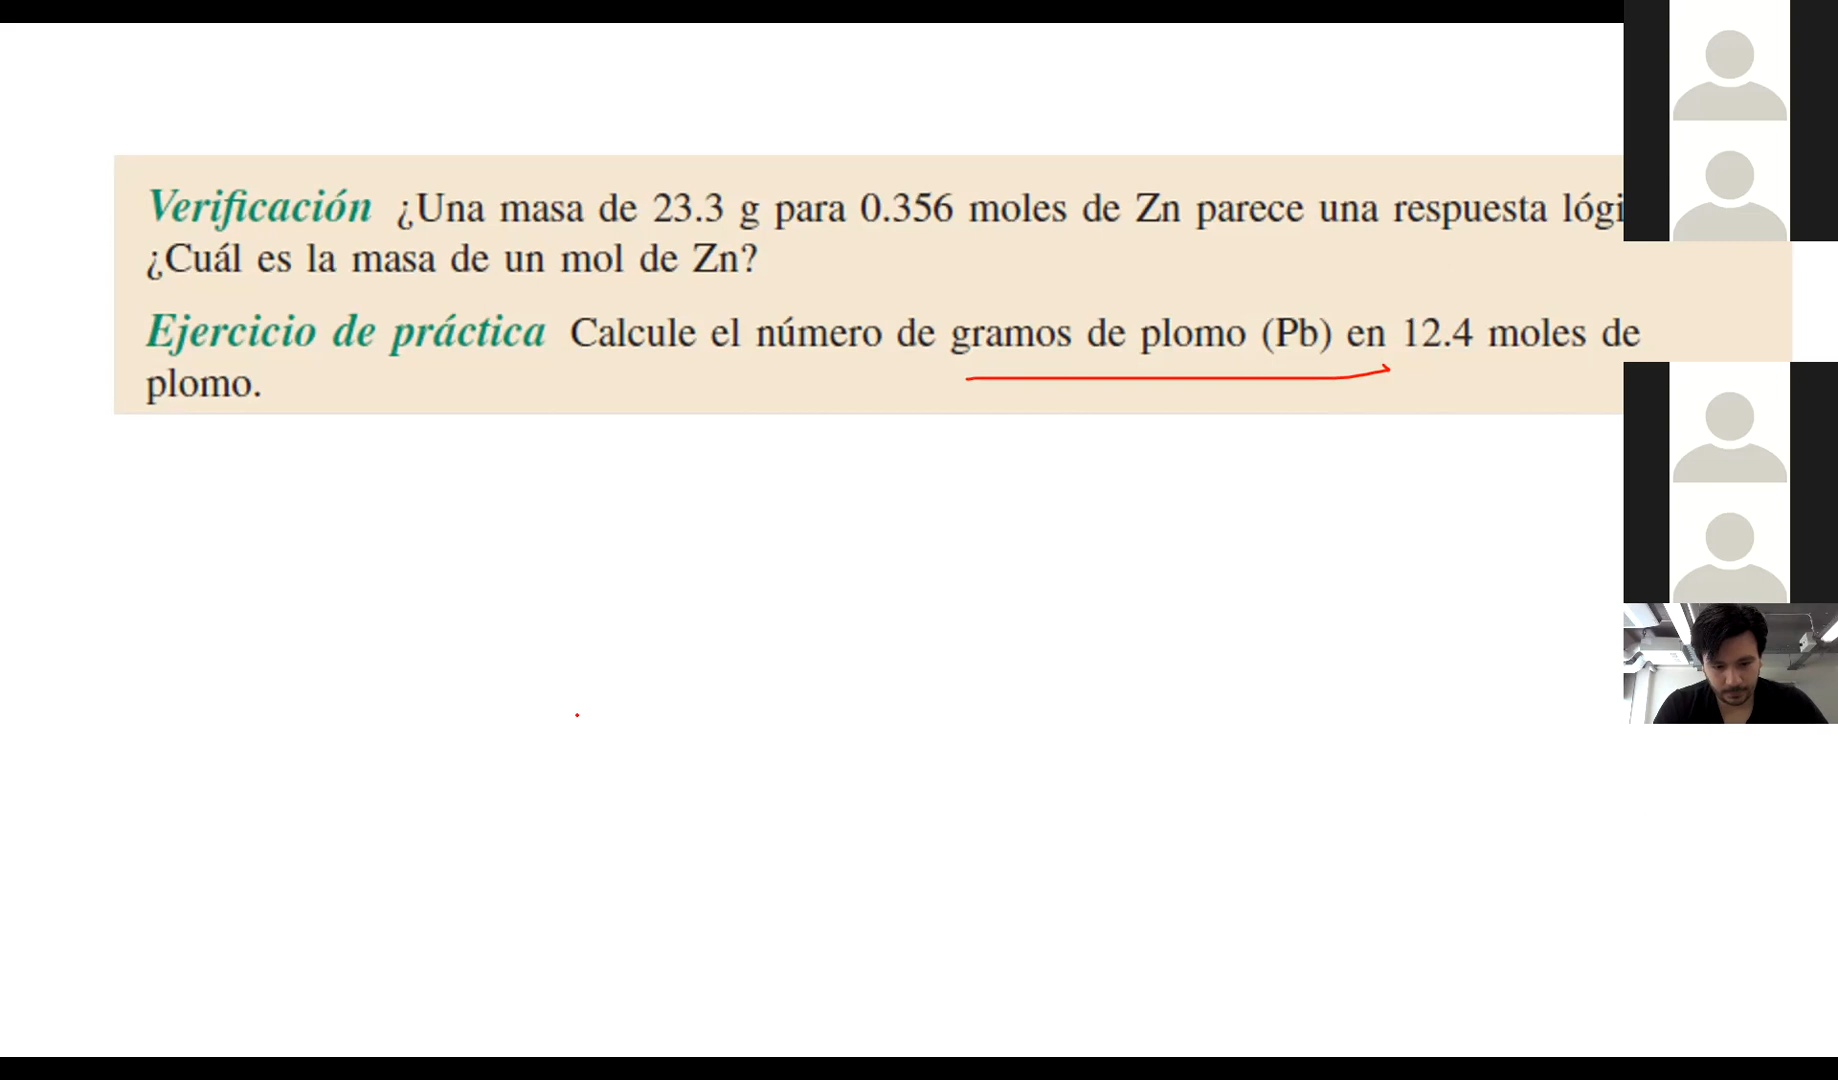 Verificación ¿Una masa de 23.3 g para 0.356 moles de Zn parece una respuesta
¿Cuál es la masa de un mol de Zn?
Ejercicio de práctica Calcule el número de gramos de plomo (Pb) en 12.4 moles de
plomo.